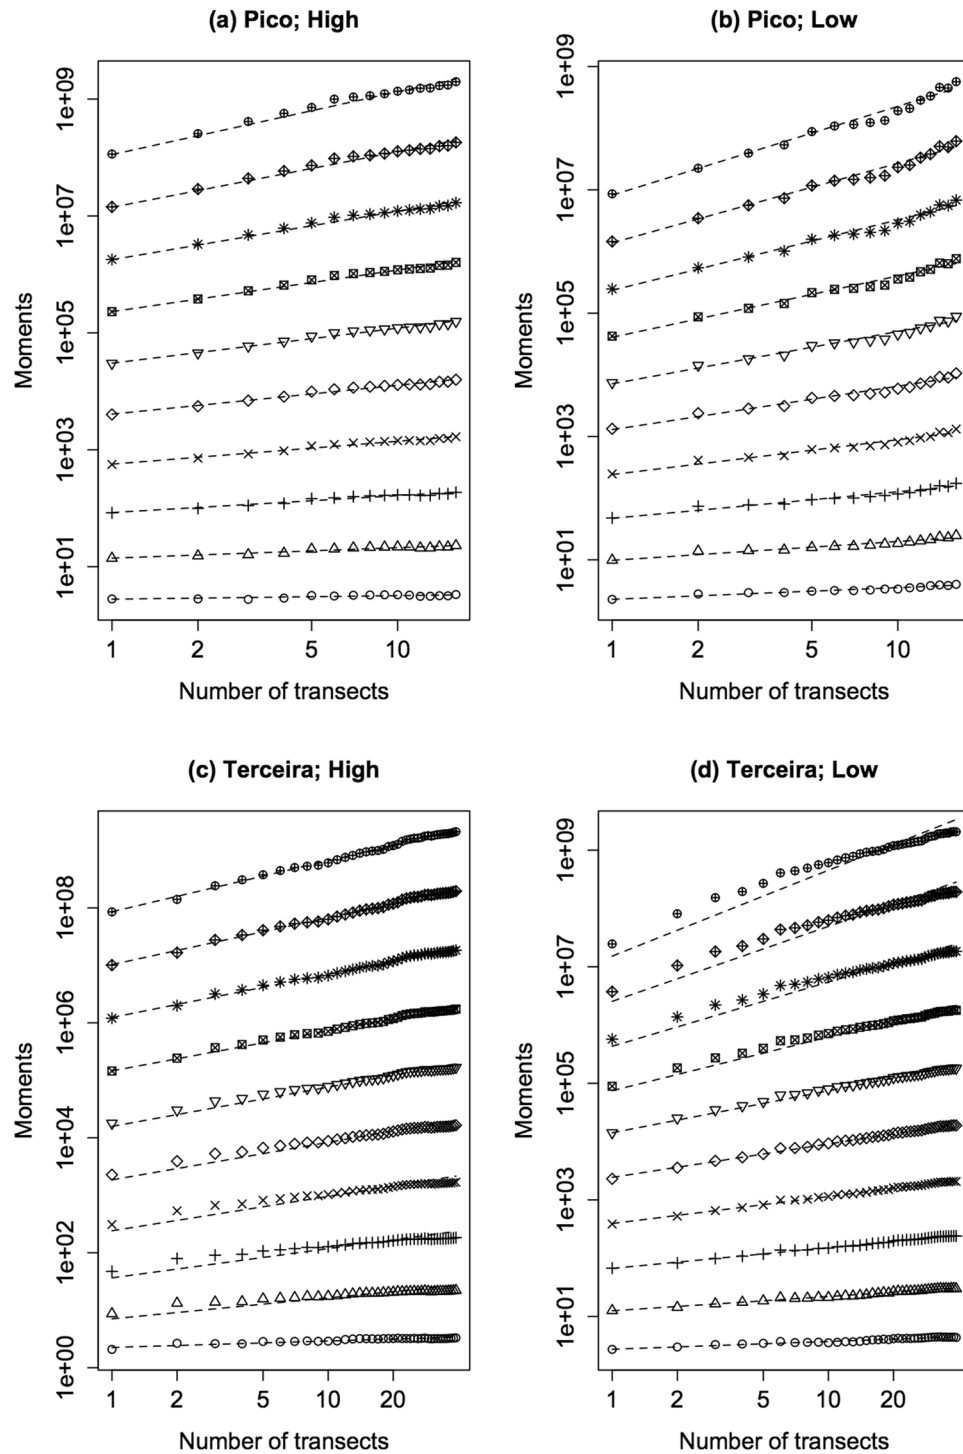 (a) Pico; High
(b) Pico; Low
Moments
1e+09
1e+07
1e+05
1e+03
1e+01
1 2 5 10
Number of transects
Moments
1e+09
1e+07
1e+05
1e+03
1e+01
1 2 5 10
Number of transects
(c) Terceira; High
(d) Terceira; Low
Moments
1e+08
1e+06
1e+04
1e+02
1e+00
1 2 5 10 20
Number of transects
Moments
1e+09
1e+07
1e+05
1e+03
1e+01
1 2 5 10 20
Number of transects